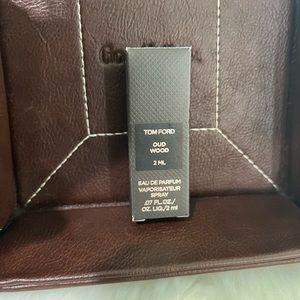 TOM FORD
OUD
WOOD
2 ML
EAU DE PARFUM
VAPORISATEUR
SPRAY
.07 FL.OZ./
OZ. LIQ./2 ml